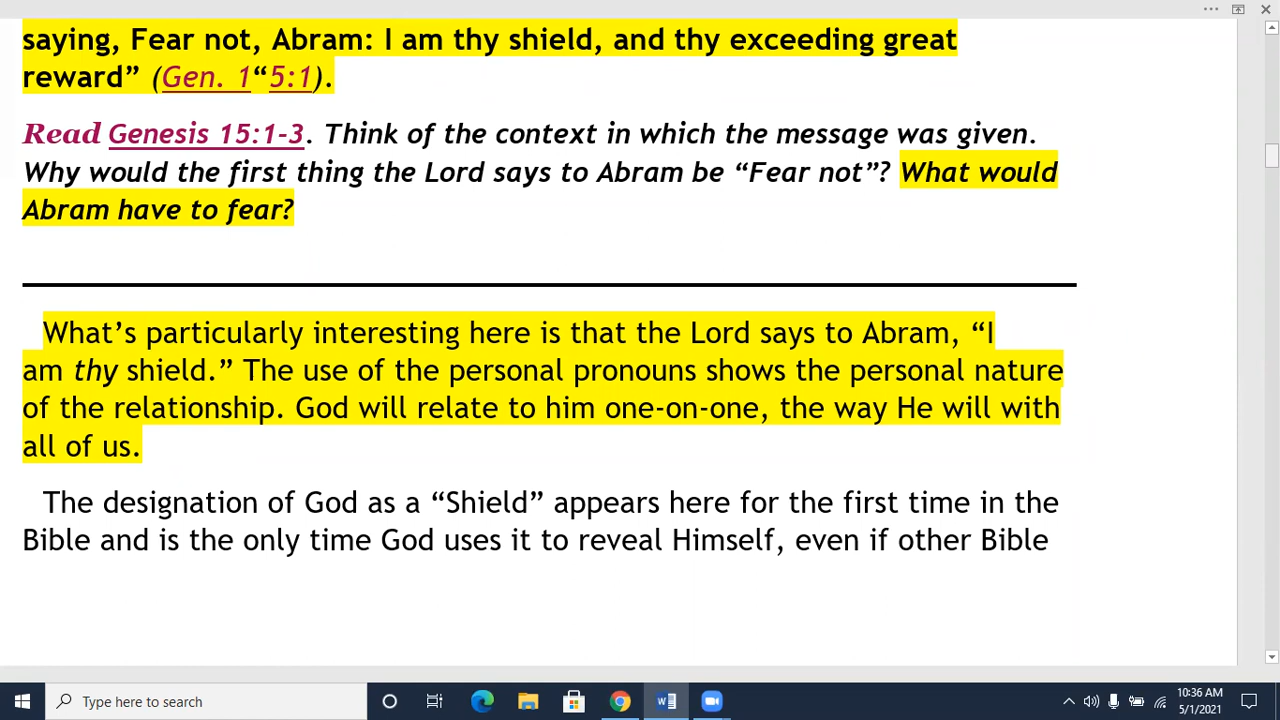 saying, Fear not, Abram: I am thy shield, and thy exceeding great
reward” (Gen. 1“5:1).
Read Genesis 15:1-3. Think of the context in which the message was given.
Why would the first thing the Lord says to Abram be “Fear not”? What would
Abram have to fear?
What’s particularly interesting here is that the Lord says to Abram, “I
am thy shield.” The use of the personal pronouns shows the personal nature
of the relationship. God will relate to him one-on-one, the way He will with
all of us.
The designation of God as a “Shield” appears here for the first time in the
Bible and is the only time God uses it to reveal Himself, even if other Bible
Type here to search
10:36 AM
5/1/2021